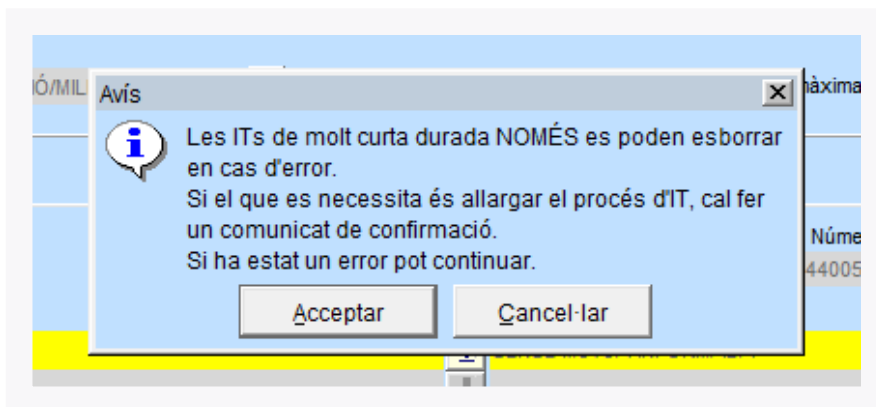 IÓ/MIL
Avís
màxima
Les ITs de molt curta durada NOMÉS es poden esborrar
en cas d'error.
Si el que es necessita és allargar el procés d'IT, cal fer
un comunicat de confirmació.
Si ha estat un error pot continuar.
Núme
44005
Acceptar
Cancel·lar